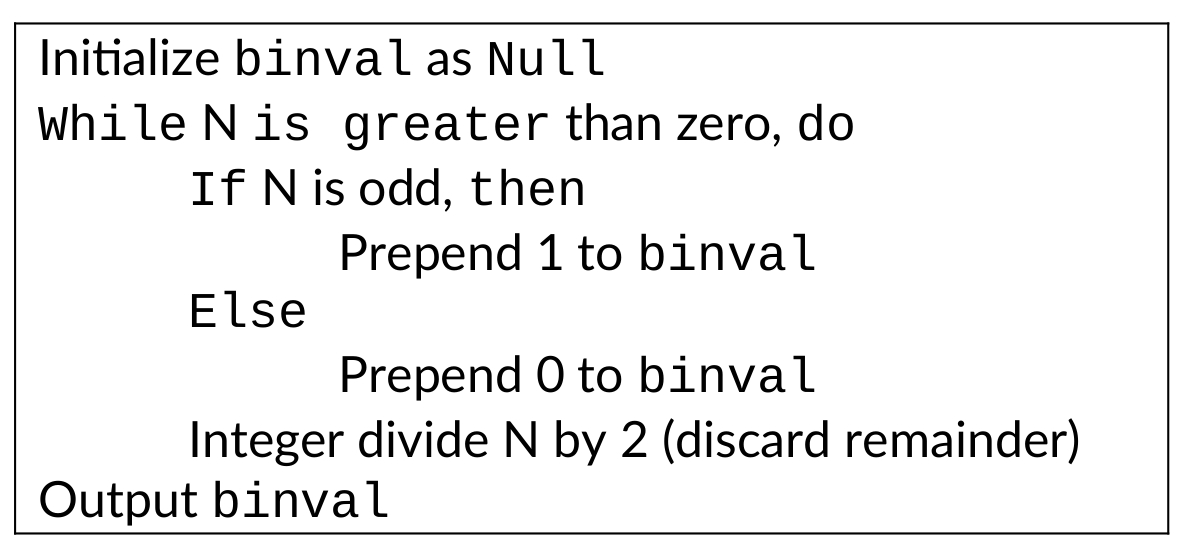 Initialize binval as Null
While N is greater than zero, do
If N is odd, then
Prepend 1 to binval
Else
Prepend 0 to binval
Integer divide N by 2 (discard remainder)
Output binval